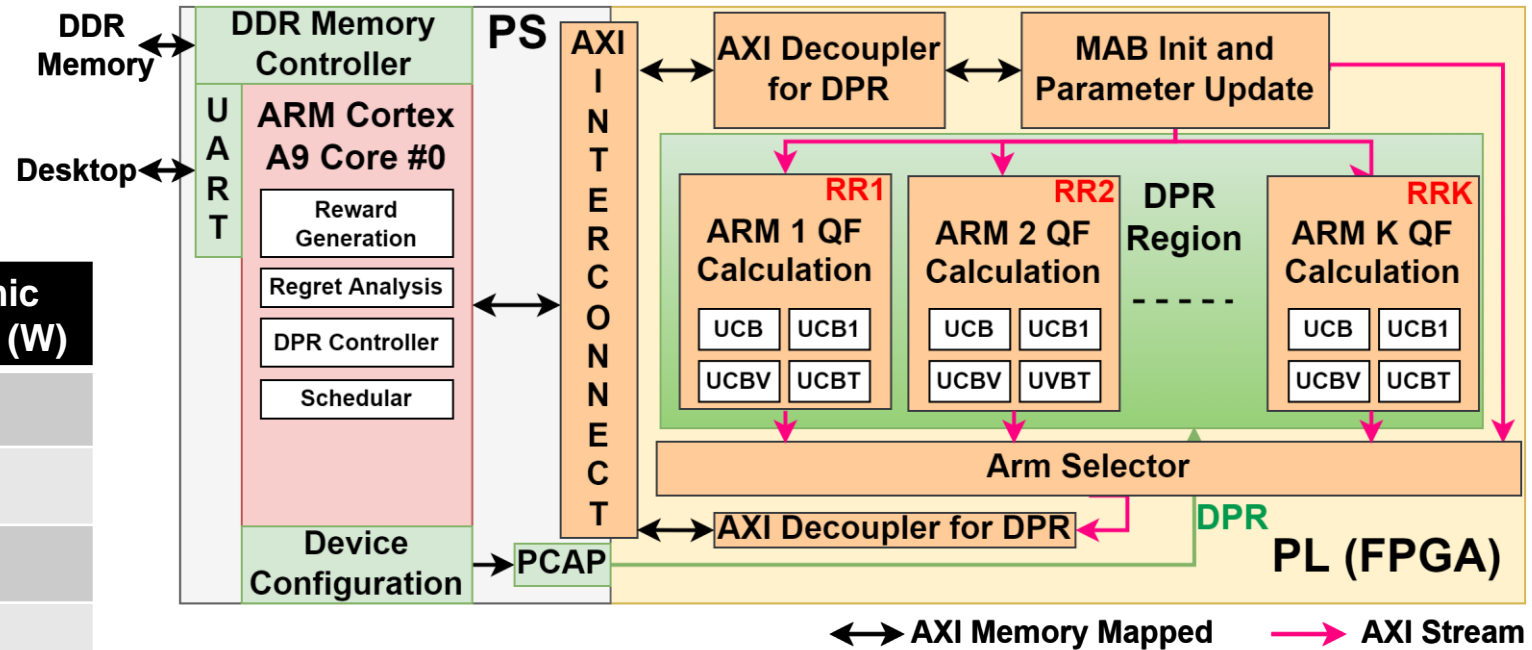 DDR
Memory
Desktop
nic
(W)
DDR Memory
Controller
PS
UART
ARM Cortex
A9 Core #0
Reward
Generation
Regret Analysis
DPR Controller
Schedular
Device
Configuration
PCAP
AXI
INTERCONNECT
AXI Decoupler
for DPR
MAB Init and
Parameter Update
RR1
ARM 1 QF
Calculation
UCB UCB1
UCBV UCBT
RR2
ARM 2 QF
Calculation
UCB UCB1
UCBV UVBT
DPR
Region
-----
RRK
ARM K QF
Calculation
UCB UCB1
UCBV UCBT
Arm Selector
AXI Decoupler for DPR
DPR
PL (FPGA)
AXI Memory Mapped
AXI Stream